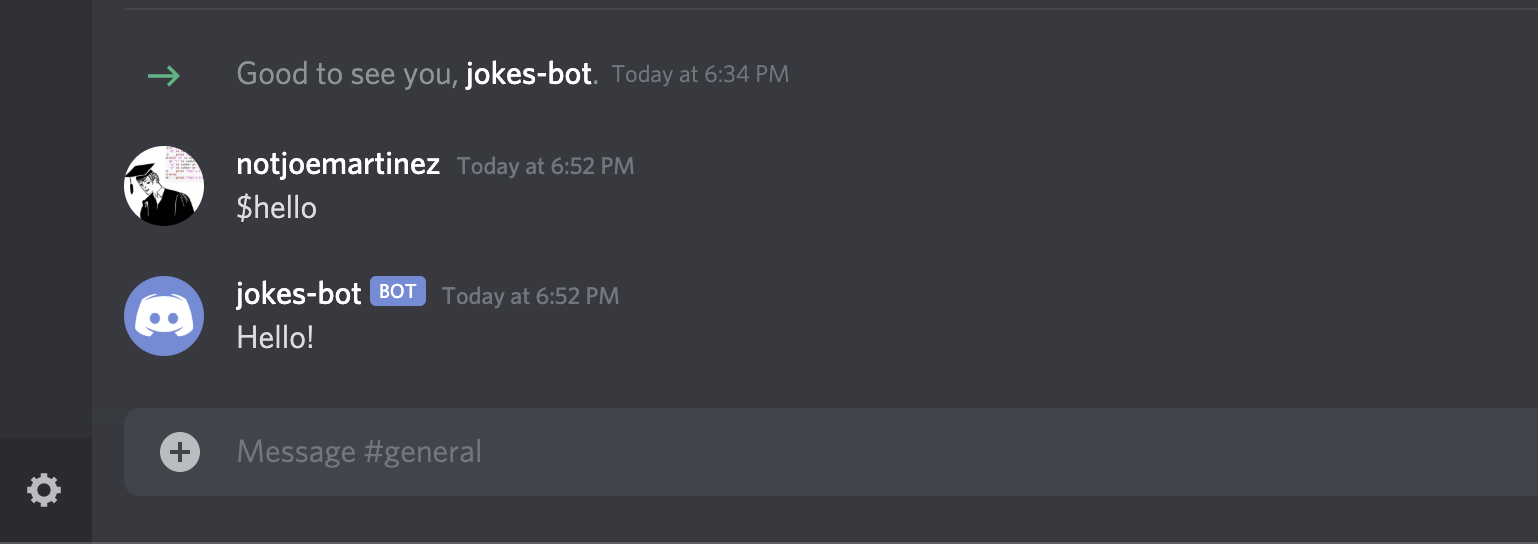 Good to see you, jokes-bot. Today at 6:34 PM
notjoemartinez Today at 6:52 PM
$hello
jokes-bot BOT Today at 6:52 PM
Hello!
Message #general